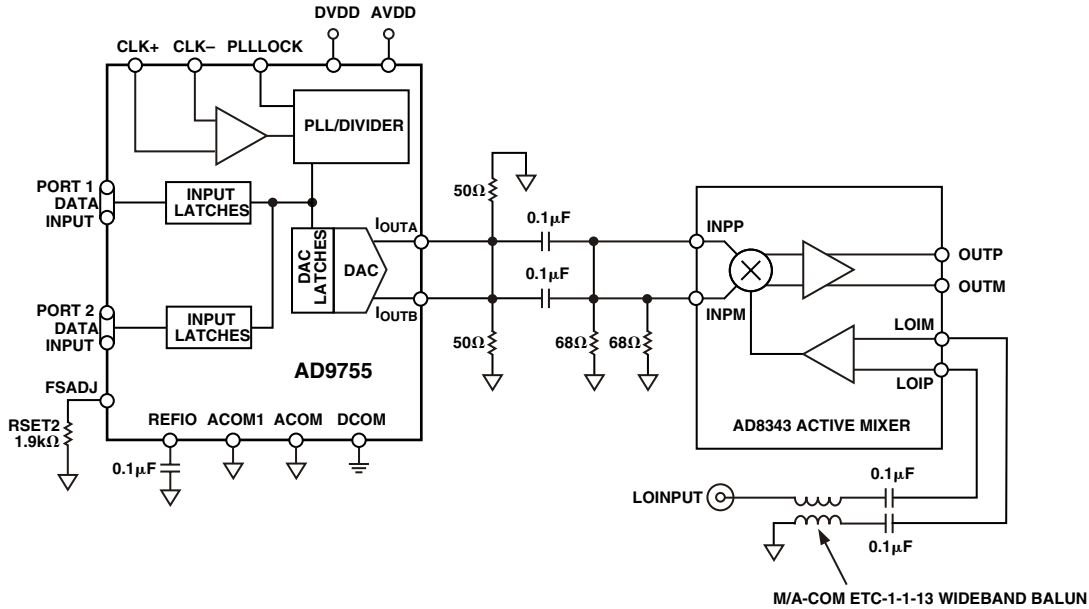 DVDD AVDD
CLK+ CLK– PLLLOCK
PLL/DIVIDER
PORT 1
DATA
INPUT
INPUT
LATCHES
50Ω
0.1μF
IOUTA
DAC
LATCHES
DAC
0.1μF
IOUTB
INPP
INPM
OUTP
OUTM
PORT 2
DATA
INPUT
INPUT
LATCHES
50Ω
68Ω 68Ω
LOIM
LOIP
AD9755
AD8343 ACTIVE MIXER
FSADJ
RSET2
1.9kΩ
REFIO ACOM1 ACOM DCOM
0.1μF
LOINPUT
0.1μF
0.1μF
M/A-COM ETC-1-1-13 WIDEBAND BALUN